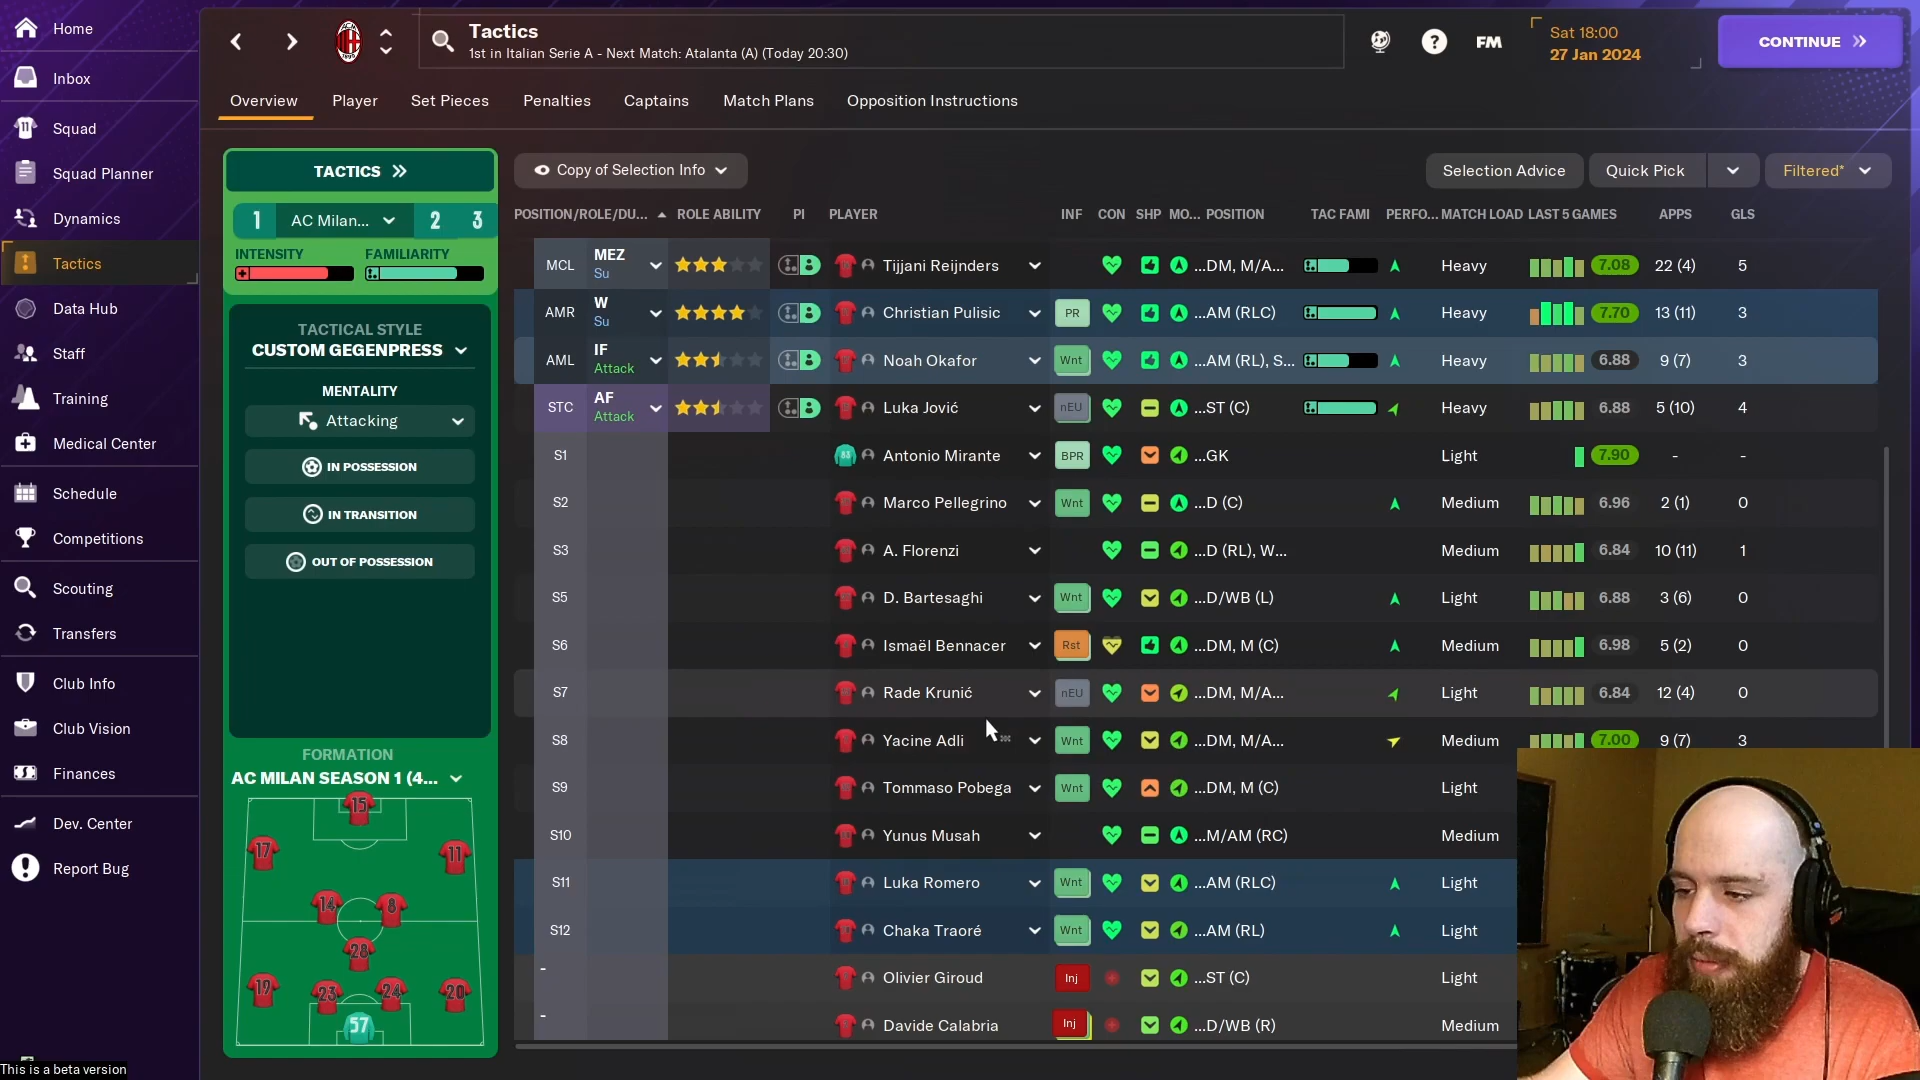 Home
Inbox
Squad
Squad Planner
Dynamics
Tactics
Data Hub
Staff
Training
Medical Center
Schedule
Competitions
Scouting
Transfers
Club Info
Club Vision
Finances
Dev. Center
Report Bug
This is a beta version
Tactics
1st in Italian Serie A - Next Match: Atalanta (A) (Today 20:30)
FM
Sat 18:00
27 Jan 2024
CONTINUE
Overview Player Set Pieces Penalties Captains Match Plans Opposition Instructions
TACTICS
1 AC Milan... 2 3
INTENSITY FAMILIARITY
TACTICAL STYLE
CUSTOM GEGENPRESS
MENTALITY
Attacking
IN POSSESSION
IN TRANSITION
OUT OF POSSESSION
FORMATION
AC MILAN SEASON 1 (4...
15
17 11
14 8
28
19 23 24 20
57
Copy of Selection Info Selection Advice Quick Pick Filtered*
POSITION/ROLE/DU... ROLE ABILITY PI PLAYER INF CON SHP MO... POSITION TAC FAMI PERFO... MATCH LOAD LAST 5 GAMES APPS GLS
MCL MEZ Su Tijjani Reijnders ...DM, M/A... Heavy 7.08 22 (4) 5
AMR W Su Christian Pulisic PR ...AM (RLC) Heavy 7.70 13 (11) 3
AML IF Attack Noah Okafor Wnt ...AM (RL), S... Heavy 6.88 9 (7) 3
STC AF Attack Luka Jović nEU ...ST (C) Heavy 6.88 5 (10) 4
S1 Antonio Mirante BPR ...GK Light 7.90 - -
S2 Marco Pellegrino Wnt ...D (C) Medium 6.96 2 (1) 0
S3 A. Florenzi ...D (RL), W... Medium 6.84 10 (11) 1
S5 D. Bartesaghi Wnt ...D/WB (L) Light 6.88 3 (6) 0
S6 Ismaël Bennacer Rst ...DM, M (C) Medium 6.98 5 (2) 0
S7 Rade Krunić nEU ...DM, M/A... Light 6.84 12 (4) 0
S8 Yacine Adli Wnt ...DM, M/A... Medium 7.00 9 (7) 3
S9 Tommaso Pobega Wnt ...DM, M (C) Light
S10 Yunus Musah ...M/AM (RC) Medium
S11 Luka Romero Wnt ...AM (RLC) Light
S12 Chaka Traoré Wnt ...AM (RL) Light
- Olivier Giroud Inj ...ST (C) Light
- Davide Calabria Inj ...D/WB (R) Medium